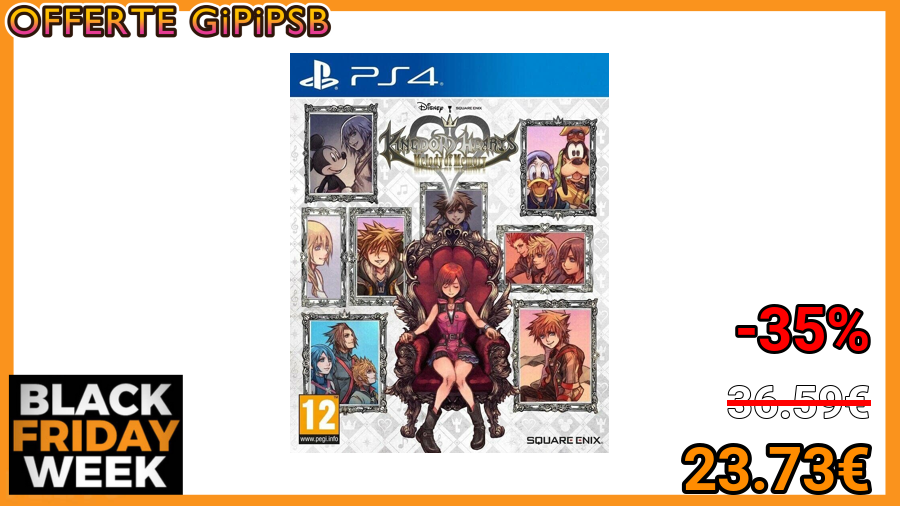 OFFERTE GiPiPSB
PS4
Disney SQUARE ENIX
KINGDOM HEARTS
Melody of Memory
12
www.pegi.info
SQUARE ENIX
-35%
36.59€
23.73€
BLACK
FRIDAY
WEEK